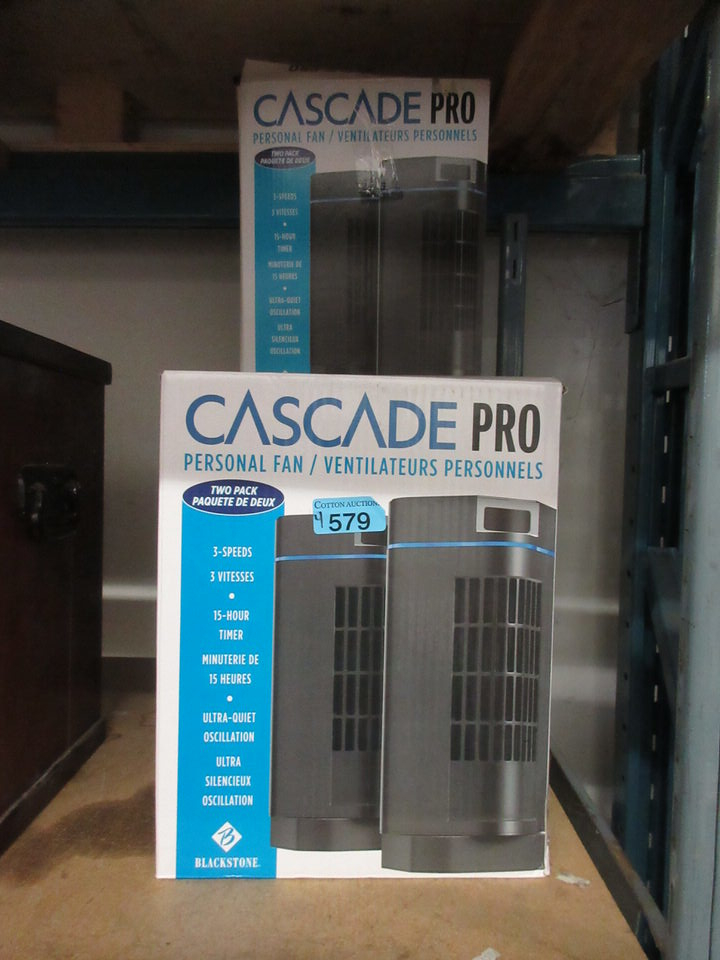 CASCADE PRO
PERSONAL FAN / VENTILATEURS PERSONNELS
TWO PACK
PAQUETE DE DEUX
3-SPEEDS
3 VITESSES
15-HOUR
TIMER
MINUTERIE DE
15 HEURES
ULTRA-QUIET
OSCILLATION
ULTRA
SILENCIEUX
OSCILLATION
CASCADE PRO
PERSONAL FAN / VENTILATEURS PERSONNELS
TWO PACK
PAQUETE DE DEUX
COTTON AUCTION
4 579
3-SPEEDS
3 VITESSES
15-HOUR
TIMER
MINUTERIE DE
15 HEURES
ULTRA-QUIET
OSCILLATION
ULTRA
SILENCIEUX
OSCILLATION
B
BLACKSTONE